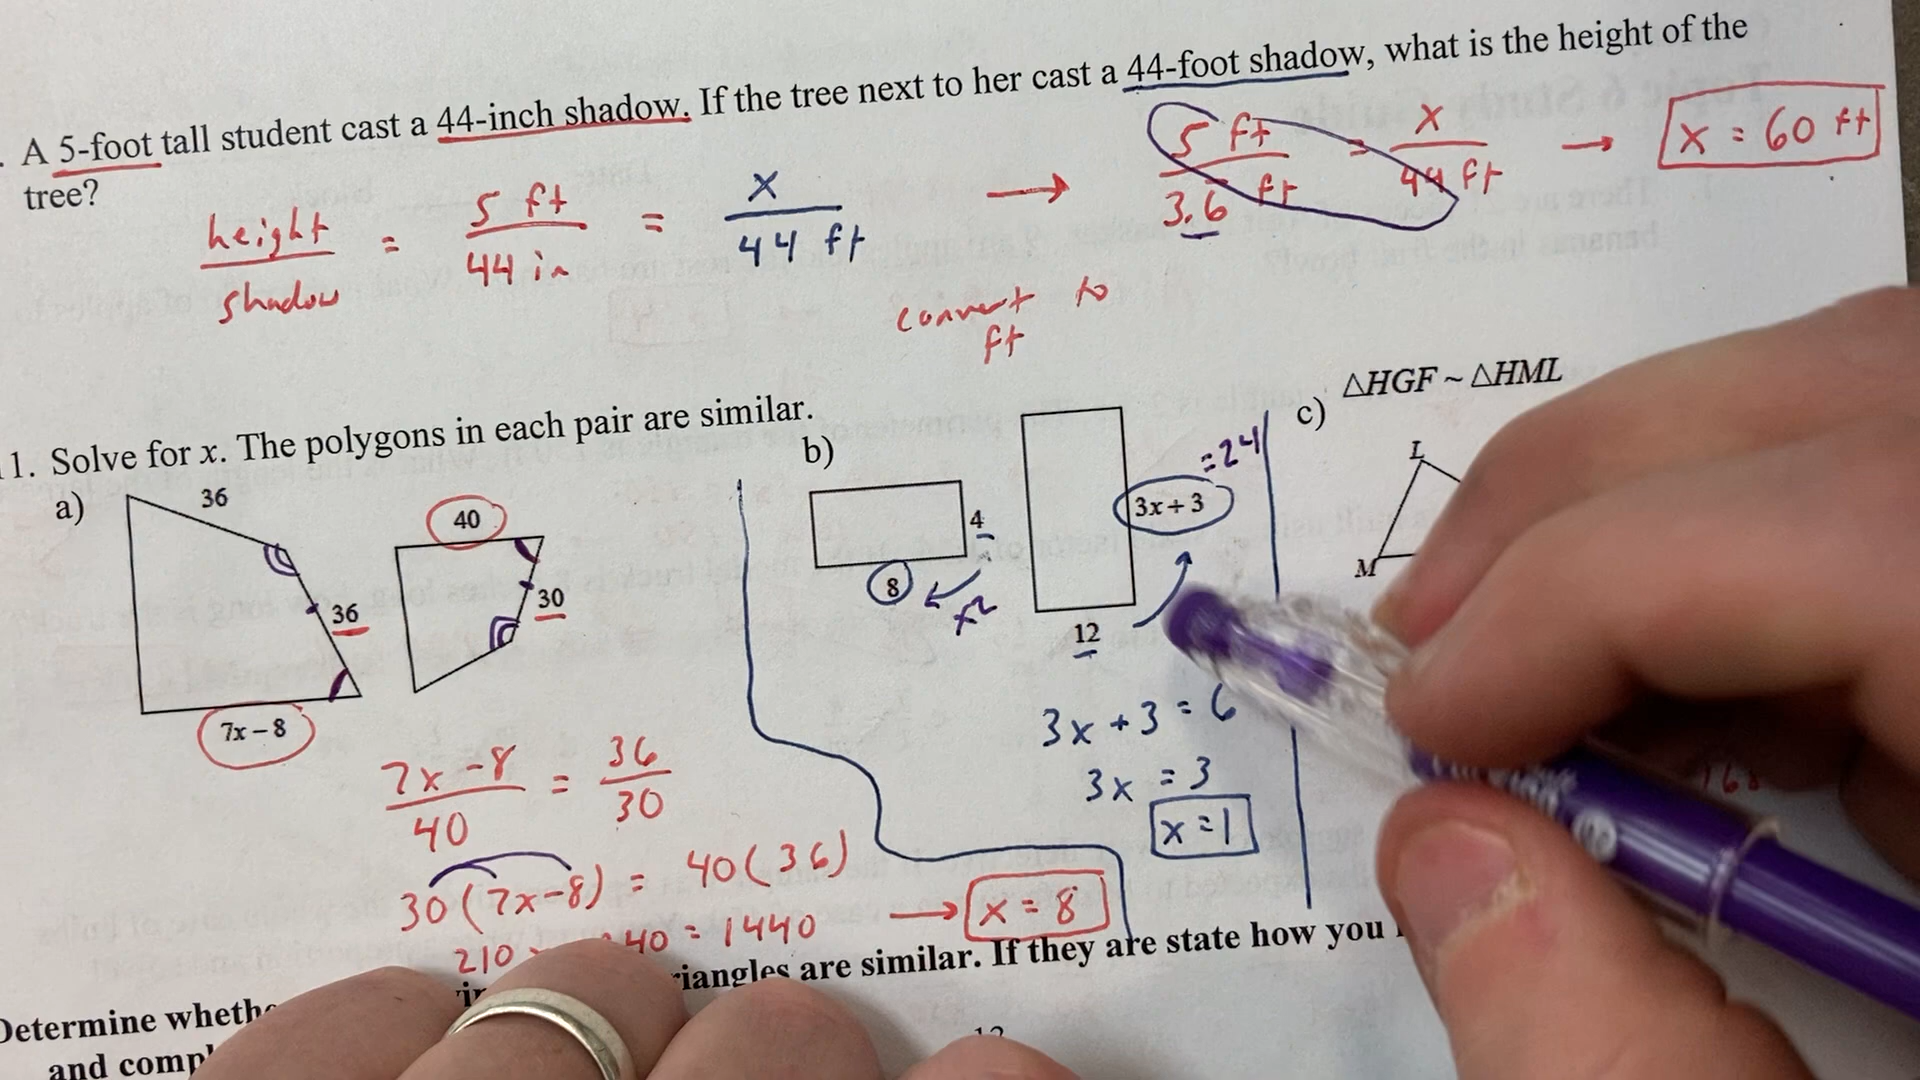 A 5-foot tall student cast a 44-inch shadow. If the tree next to her cast a 44-foot shadow, what is the height of the
tree?
height / shadow = 5 ft / 44 in = x / 44 ft → 5 ft / 3.6 ft = x / 44 ft → x = 60 ft
convert to
ft
11. Solve for x. The polygons in each pair are similar.
a)
36
36
7x – 8
40
30
7x - 8 / 40 = 36 / 30
30(7x - 8) = 40(36)
210 40 = 1440 → x = 8
b)
4
8
x2
3x + 3
= 24
12
3x + 3 = 6
3x = 3
x = 1
c)
△HGF ~ △HML
L
M
Determine
riangles are similar. If they are state how you
and